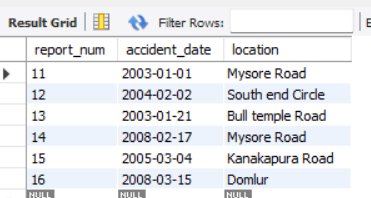 Result Grid Filter Rows: E
report_num accident_date location
11 2003-01-01 Mysore Road
12 2004-02-02 South end Circle
13 2003-01-21 Bull temple Road
14 2008-02-17 Mysore Road
15 2005-03-04 Kanakapura Road
16 2008-03-15 Domlur
NULL NULL NULL